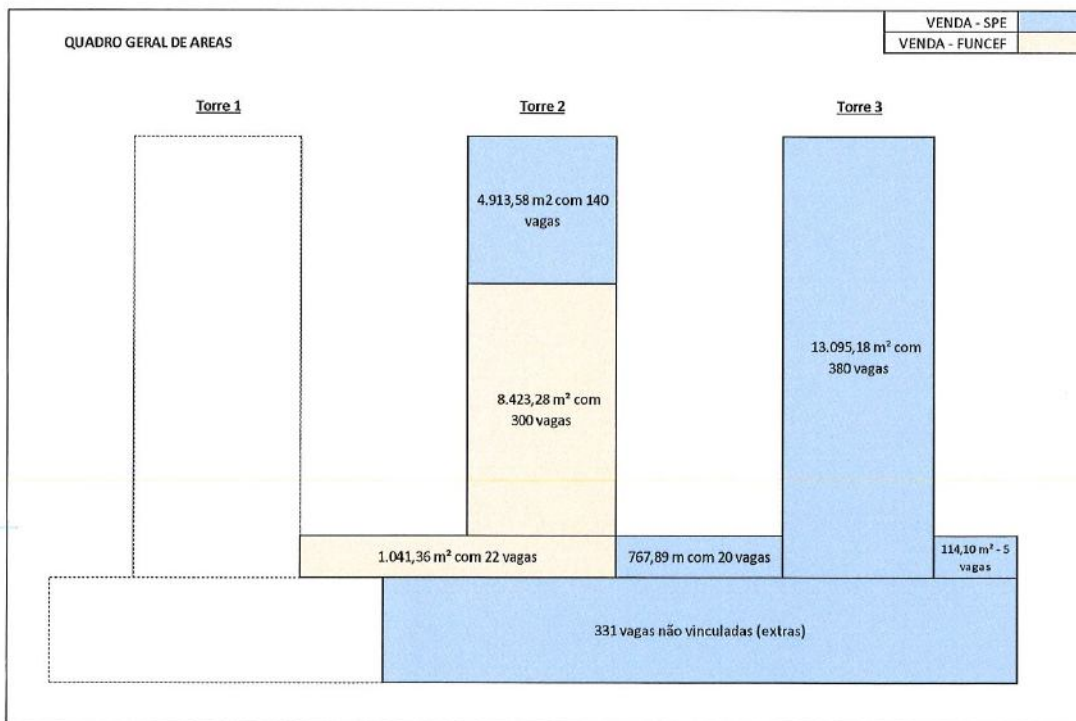 VENDA - SPE
QUADRO GERAL DE AREAS
VENDA - FUNCEF
Torre 1
Torre 2
Torre 3
4.913,58 m2 com 140
vagas
13.095,18 m² com
380 vagas
8.423,28 m² com
300 vagas
1.041,36 m² com 22 vagas
767,89 m com 20 vagas
114,10 m² - 5
vagas
331 vagas não vinculadas (extras)